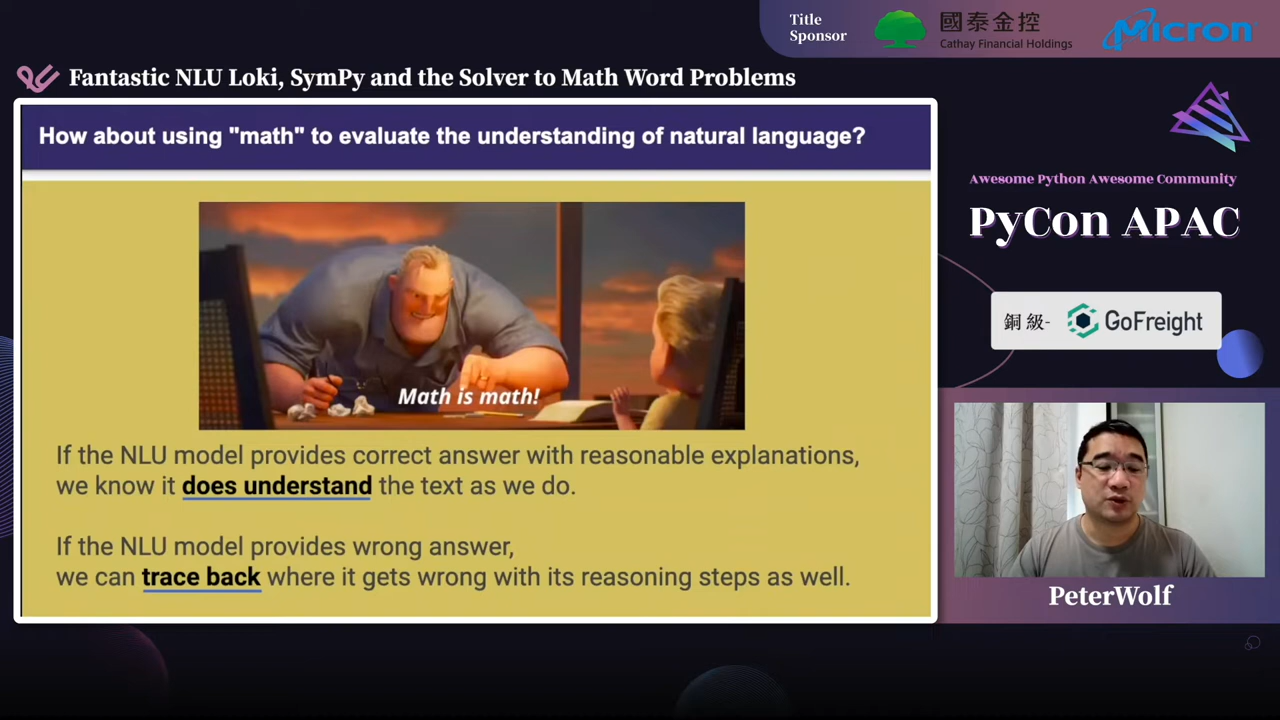 Title
Sponsor
國泰金控
Cathay Financial Holdings
Micron
Fantastic NLU Loki, SymPy and the Solver to Math Word Problems
How about using "math" to evaluate the understanding of natural language?
Math is math!
If the NLU model provides correct answer with reasonable explanations,
we know it does understand the text as we do.
If the NLU model provides wrong answer,
we can trace back where it gets wrong with its reasoning steps as well.
Awesome Python Awesome Community
PyCon APAC
銅級- GoFreight
PeterWolf